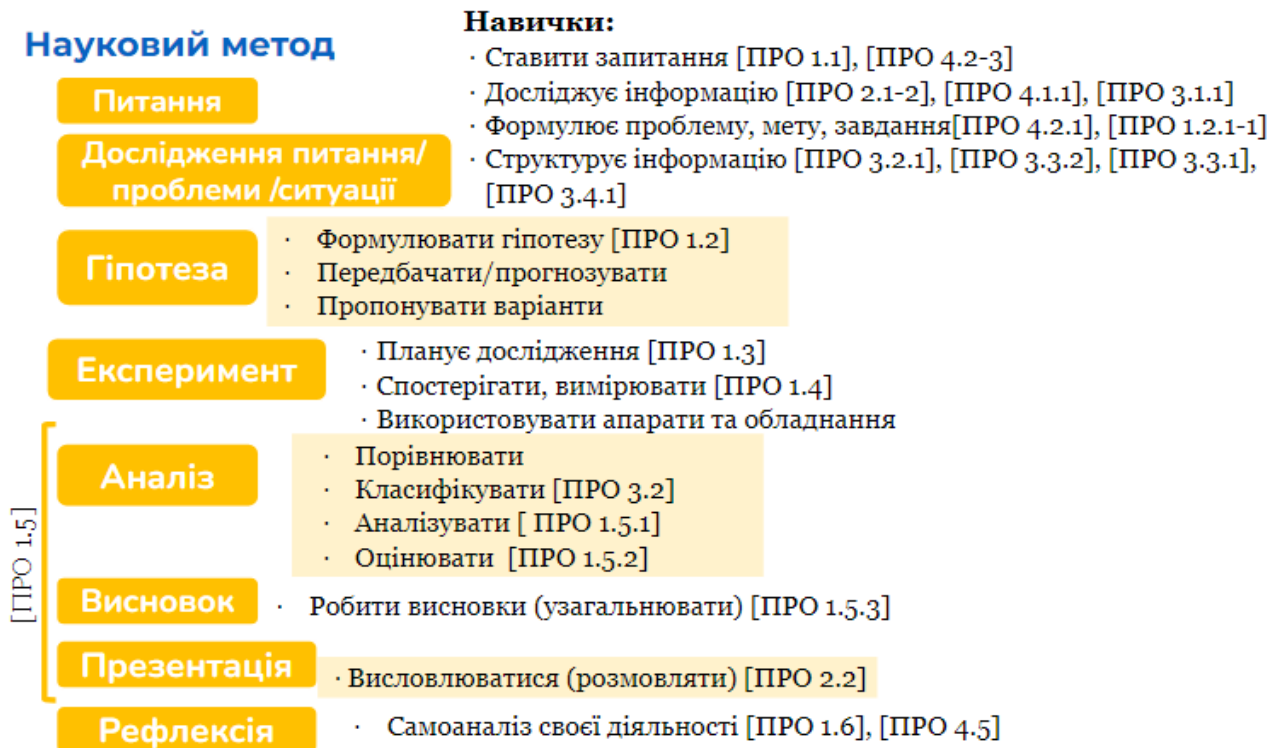 Науковий метод
Навички:
Питання
· Ставити запитання [ПРО 1.1], [ПРО 4.2-3]
· Досліджує інформацію [ПРО 2.1-2], [ПРО 4.1.1], [ПРО 3.1.1]
Дослідження питання/
проблеми /ситуації
· Формулює проблему, мету, завдання[ПРО 4.2.1], [ПРО 1.2.1-1]
· Структурує інформацію [ПРО 3.2.1], [ПРО 3.3.2], [ПРО 3.3.1],
[ПРО 3.4.1]
Гіпотеза
· Формулювати гіпотезу [ПРО 1.2]
· Передбачати/прогнозувати
· Пропонувати варіанти
Експеримент
· Планує дослідження [ПРО 1.3]
· Спостерігати, вимірювати [ПРО 1.4]
· Використовувати апарати та обладнання
[ПРО 1.5]
Аналіз
· Порівнювати
· Класифікувати [ПРО 3.2]
· Аналізувати [ ПРО 1.5.1]
· Оцінювати [ПРО 1.5.2]
Висновок
· Робити висновки (узагальнювати) [ПРО 1.5.3]
Презентація
· Висловлюватися (розмовляти) [ПРО 2.2]
Рефлексія
· Самоаналіз своєї діяльності [ПРО 1.6], [ПРО 4.5]